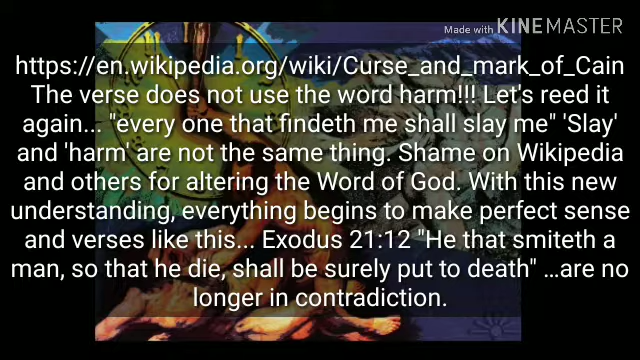 Made with KINEMASTER
https://en.wikipedia.org/wiki/Curse_and_mark_of_Cain
The verse does not use the word harm!!! Let's reed it
again... "every one that findeth me shall slay me" 'Slay'
and 'harm' are not the same thing. Shame on Wikipedia
and others for altering the Word of God. With this new
understanding, everything begins to make perfect sense
and verses like this... Exodus 21:12 "He that smiteth a
man, so that he die, shall be surely put to death" ...are no
longer in contradiction.